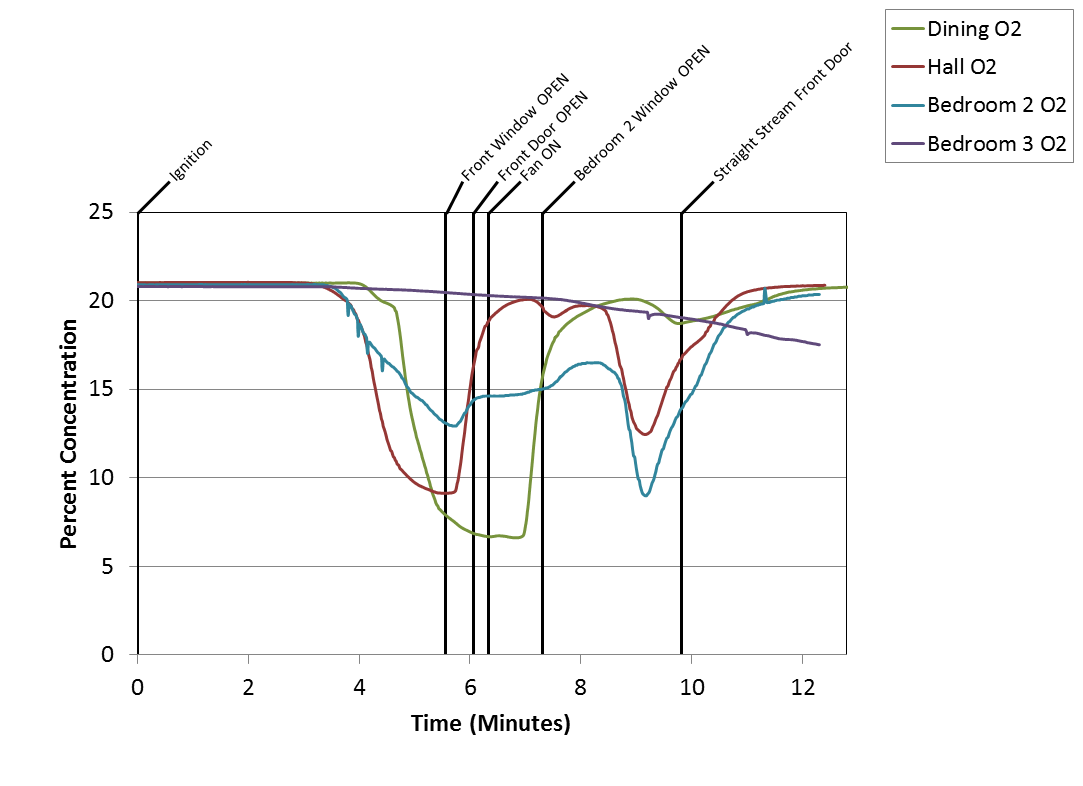 Dining O2
Hall O2
Bedroom 2 O2
Bedroom 3 O2
Ignition
Front Window OPEN
Front Door OPEN
Fan ON
Bedroom 2 Window OPEN
Straight Stream Front Door
25
20
15
10
5
0
Percent Concentration
0 2 4 6 8 10 12
Time (Minutes)